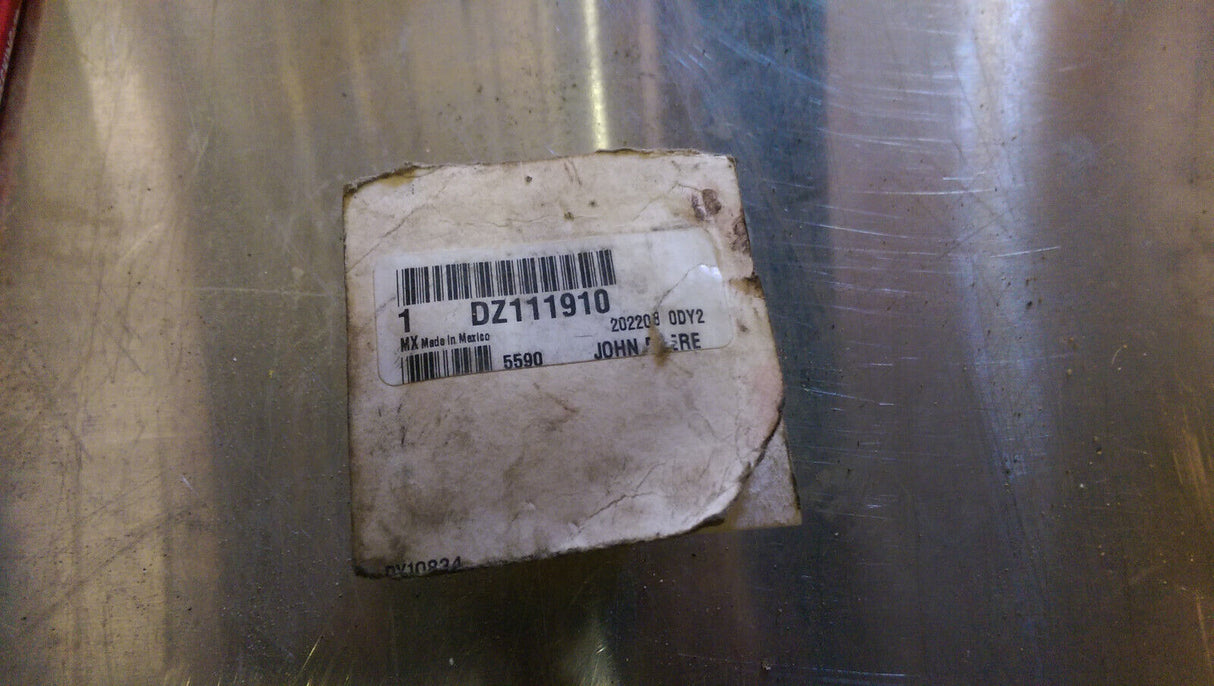 1 DZ111910
202208 0DY2
MX Made In Mexico
5590 JOHN